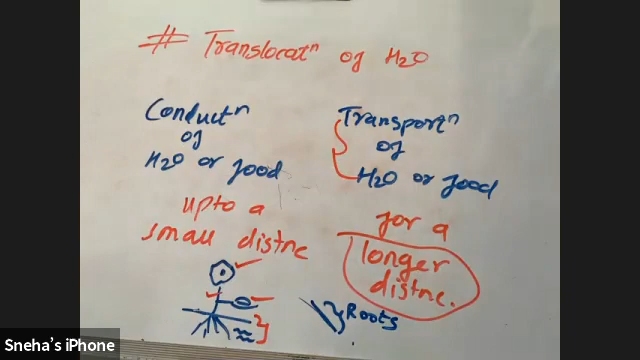 # Translocatⁿ of H2O
Conductⁿ
of
H2O or food
upto a
small distnc
Transportⁿ
of
H2O or food
for a
longer
distnc.
Roots
Sneha's iPhone